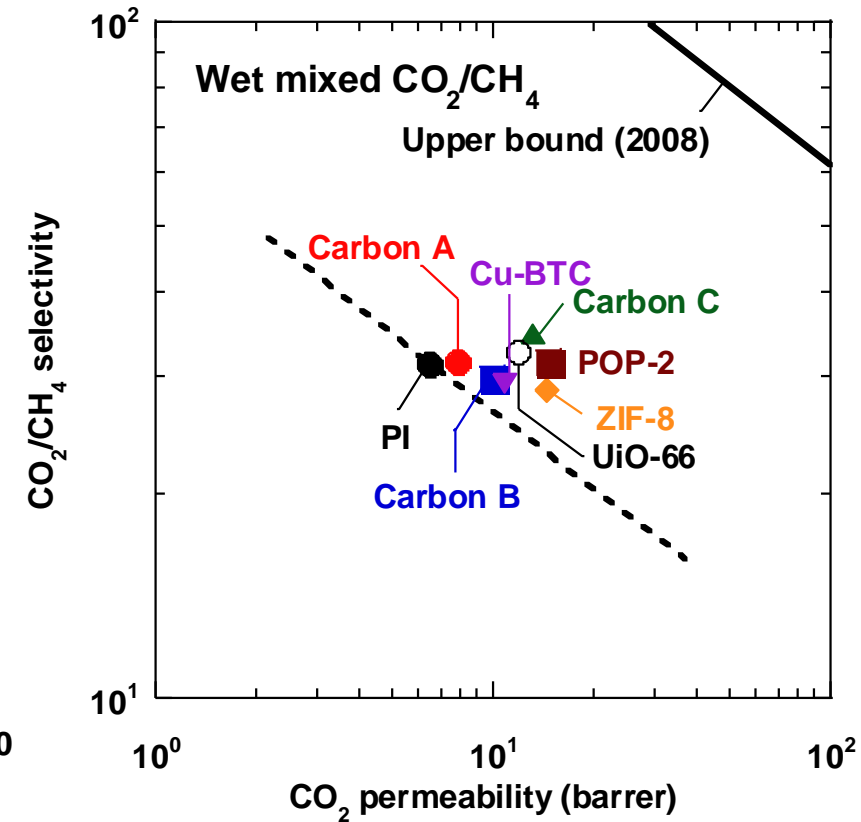 10²
Wet mixed CO₂/CH₄
Upper bound (2008)
Carbon A
Cu-BTC
Carbon C
POP-2
PI
ZIF-8
UiO-66
Carbon B
CO₂/CH₄ selectivity
10¹
0
10⁰
10¹
10²
CO₂ permeability (barrer)